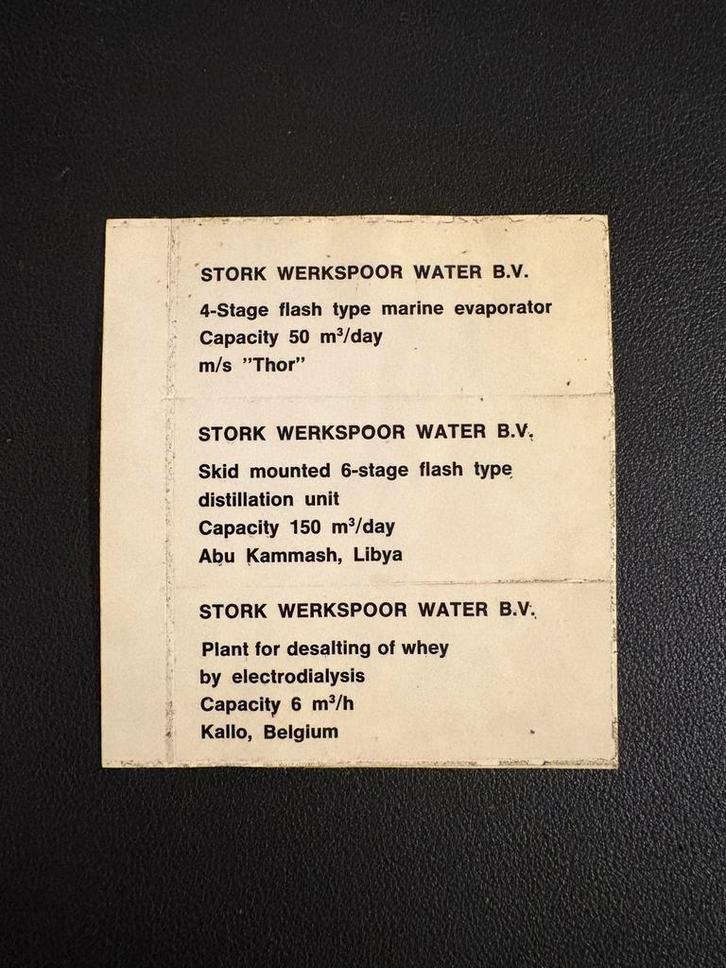 STORK WERKSPOOR WATER B.V.
4-Stage flash type marine evaporator
Capacity 50 m³/day
m/s ”Thor”
STORK WERKSPOOR WATER B.V.
Skid mounted 6-stage flash type
distillation unit
Capacity 150 m³/day
Abu Kammash, Libya
STORK WERKSPOOR WATER B.V.
Plant for desalting of whey
by electrodialysis
Capacity 6 m³/h
Kallo, Belgium